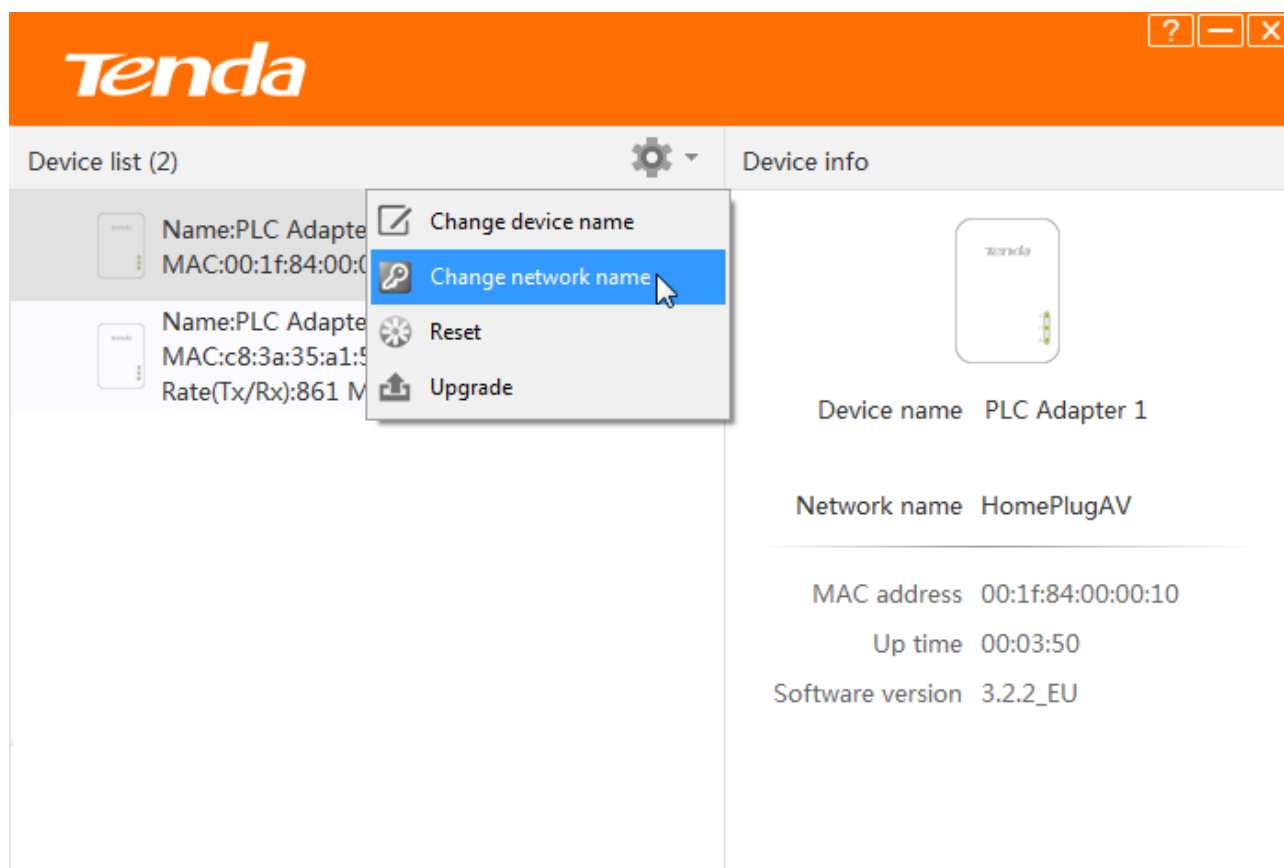 Tenda
Device list (2)
Device info
Name:PLC Adapte
MAC:00:1f:84:00:0
Name:PLC Adapte
MAC:c8:3a:35:a1:5
Rate(Tx/Rx):861 M
Change device name
Change network name
Reset
Upgrade
Tenda
Device name PLC Adapter 1
Network name HomePlugAV
MAC address 00:1f:84:00:00:10
Up time 00:03:50
Software version 3.2.2_EU